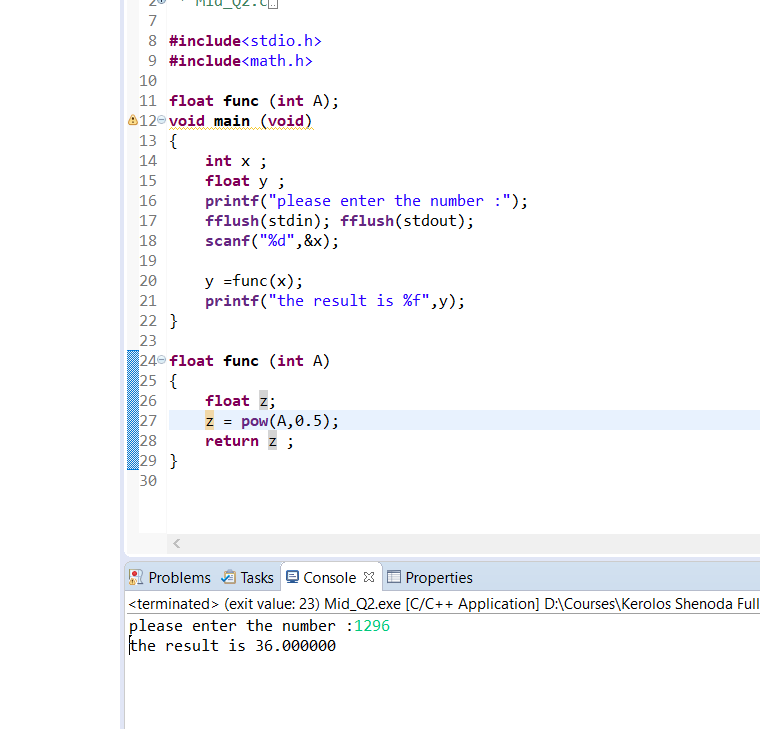 2 * Mid_Q2.c
7
8 #include<stdio.h>
9 #include<math.h>
10
11 float func (int A);
12 void main (void)
13 {
14 int x ;
15 float y ;
16 printf("please enter the number :");
17 fflush(stdin); fflush(stdout);
18 scanf("%d",&x);
19
20 y =func(x);
21 printf("the result is %f",y);
22 }
23
24 float func (int A)
25 {
26 float z;
27 z = pow(A,0.5);
28 return z ;
29 }
30
Problems Tasks Console Properties
<terminated> (exit value: 23) Mid_Q2.exe [C/C++ Application] D:\Courses\Kerolos Shenoda Full
please enter the number :1296
the result is 36.000000